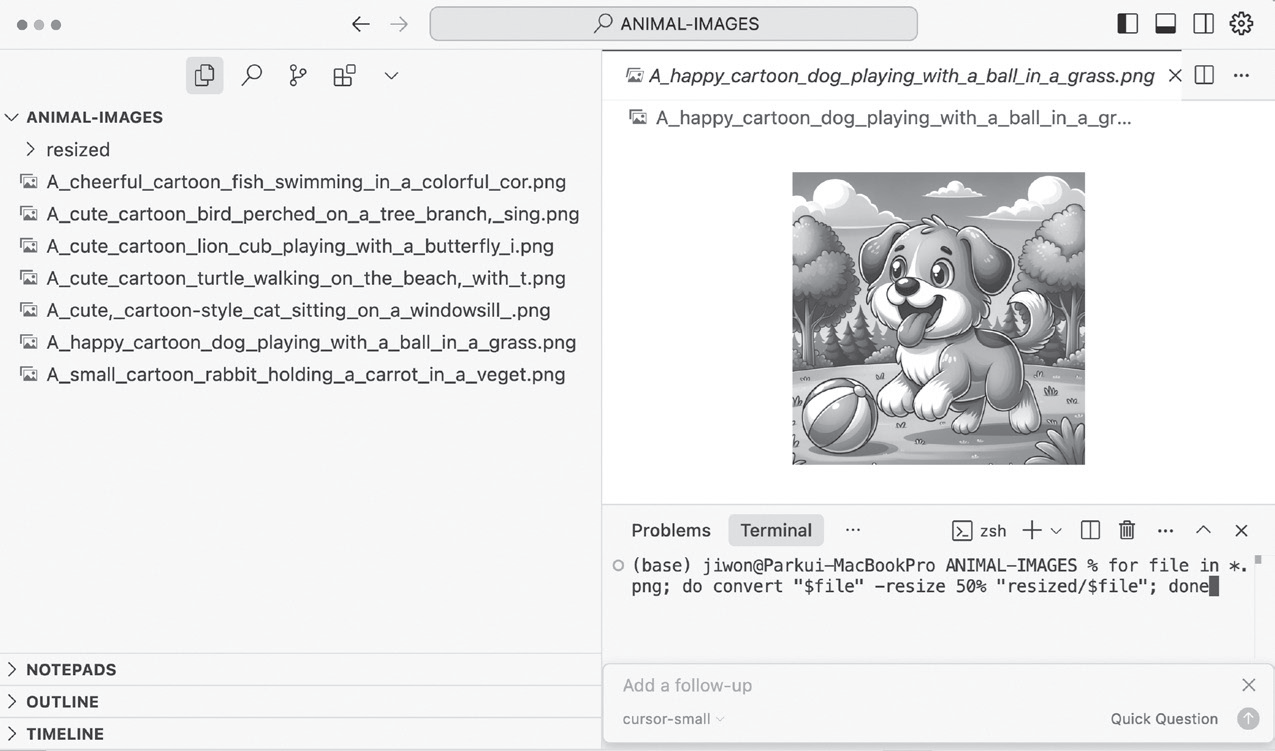 ANIMAL-IMAGES
ANIMAL-IMAGES
resized
A_cheerful_cartoon_fish_swimming_in_a_colorful_cor.png
A_cute_cartoon_bird_perched_on_a_tree_branch,_sing.png
A_cute_cartoon_lion_cub_playing_with_a_butterfly_i.png
A_cute_cartoon_turtle_walking_on_the_beach,_with_t.png
A_cute,_cartoon-style_cat_sitting_on_a_windowsill_.png
A_happy_cartoon_dog_playing_with_a_ball_in_a_grass.png
A_small_cartoon_rabbit_holding_a_carrot_in_a_veget.png
NOTEPADS
OUTLINE
TIMELINE
A_happy_cartoon_dog_playing_with_a_ball_in_a_grass.png
A_happy_cartoon_dog_playing_with_a_ball_in_a_gr...
Problems Terminal ... zsh
(base) jiwon@Parkui-MacBookPro ANIMAL-IMAGES % for file in *.
png; do convert "$file" -resize 50% "resized/$file"; done
Add a follow-up
cursor-small Quick Question